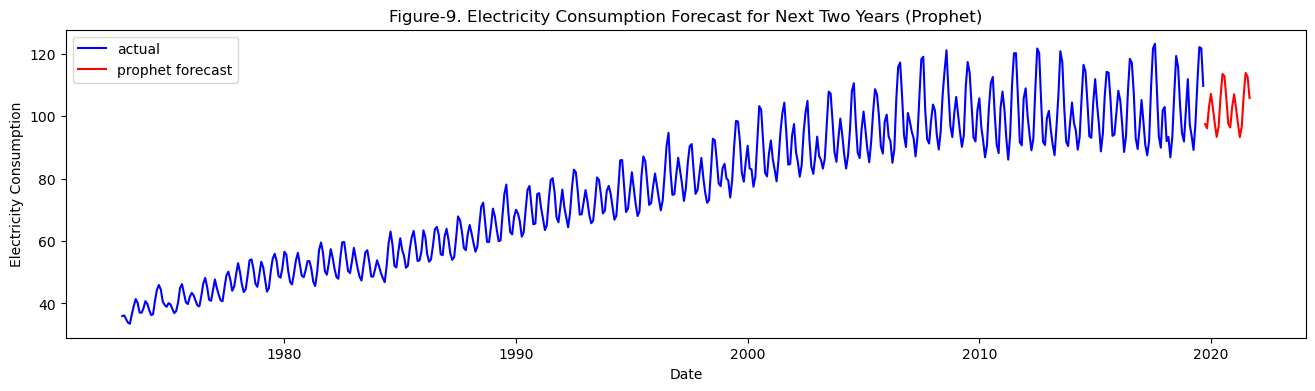 Figure-9. Electricity Consumption Forecast for Next Two Years (Prophet)
actual
prophet forecast
Electricity Consumption
120
100
80
60
40
1980
1990
2000
2010
2020
Date